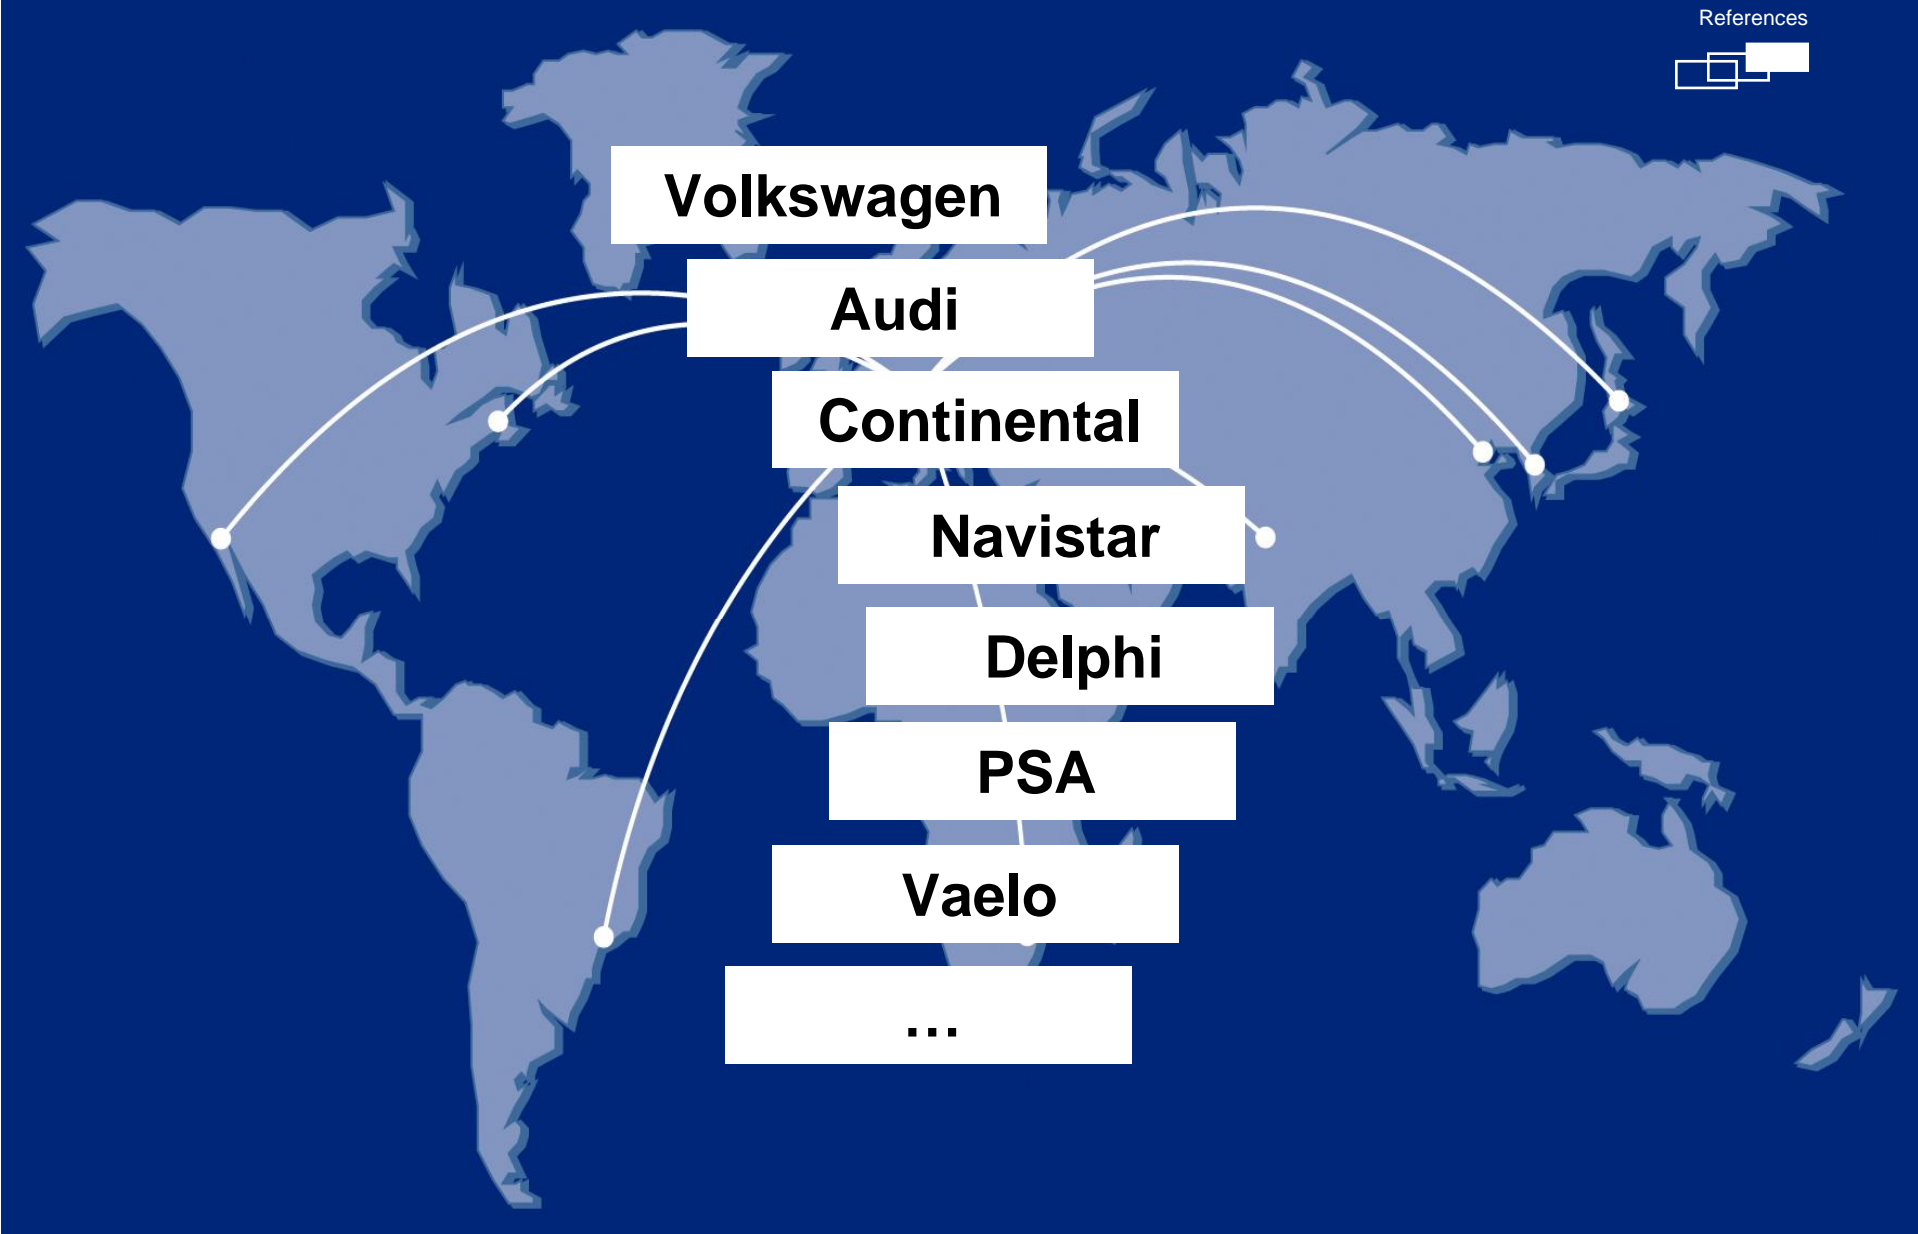 References
Volkswagen
Audi
Continental
Navistar
Delphi
PSA
Vaelo
…